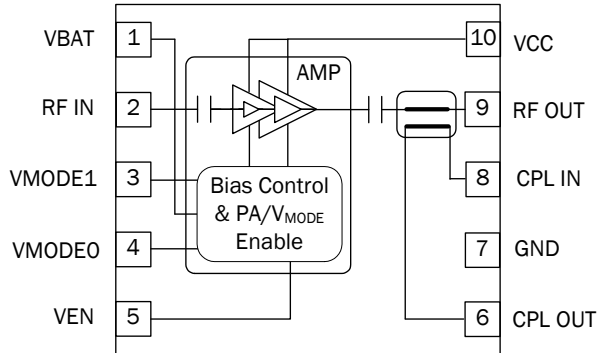 VBAT 1
RF IN 2
VMODE1 3
VMODE0 4
VEN 5
AMP
Bias Control
& PA/VMODE
Enable
10 VCC
9 RF OUT
8 CPL IN
7 GND
6 CPL OUT